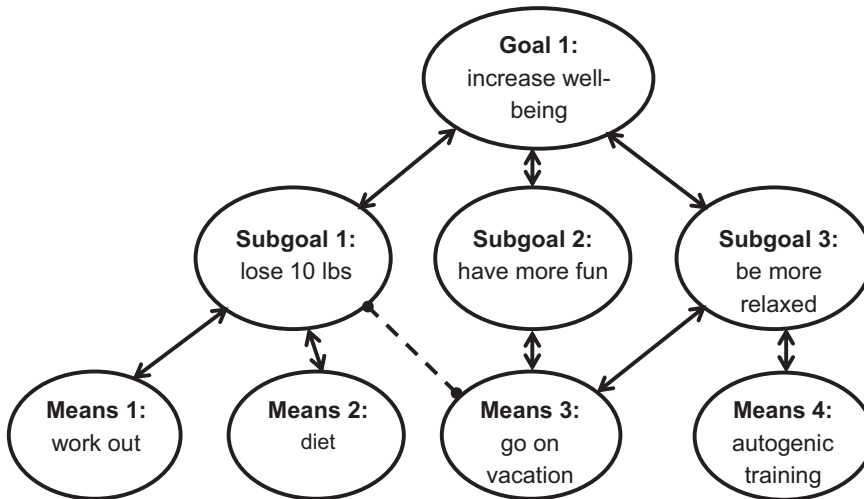 Goal 1:
increase well-
being
Subgoal 1:
lose 10 lbs
Subgoal 2:
have more fun
Subgoal 3:
be more
relaxed
Means 1:
work out
Means 2:
diet
Means 3:
go on
vacation
Means 4:
autogenic
training